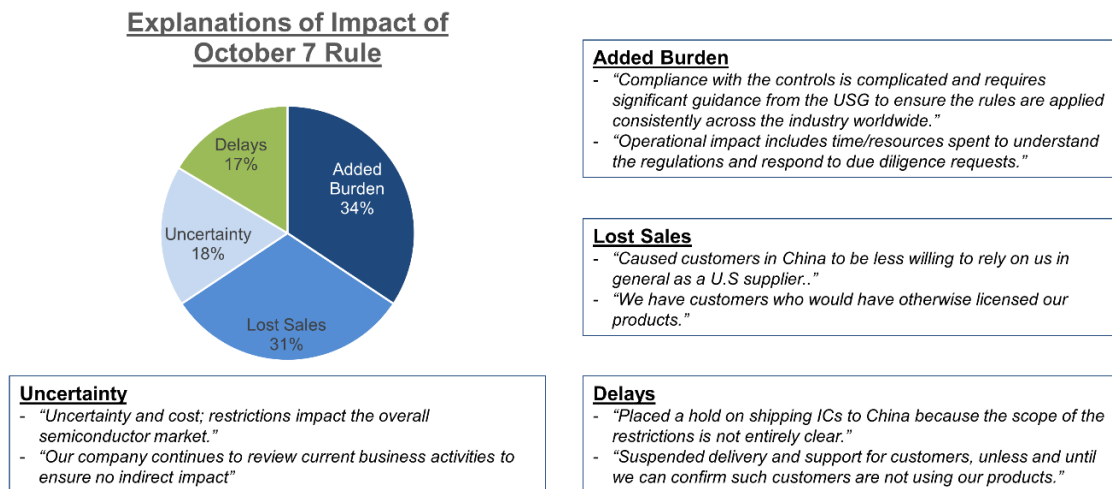 Explanations of Impact of
October 7 Rule
Delays
17%
Added
Burden
34%
Uncertainty
18%
Lost Sales
31%
Added Burden
- “Compliance with the controls is complicated and requires
significant guidance from the USG to ensure the rules are applied
consistently across the industry worldwide.”
- “Operational impact includes time/resources spent to understand
the regulations and respond to due diligence requests.”
Lost Sales
- “Caused customers in China to be less willing to rely on us in
general as a U.S supplier..”
- “We have customers who would have otherwise licensed our
products.”
Uncertainty
- “Uncertainty and cost; restrictions impact the overall
semiconductor market.”
- “Our company continues to review current business activities to
ensure no indirect impact”
Delays
- “Placed a hold on shipping ICs to China because the scope of the
restrictions is not entirely clear.”
- “Suspended delivery and support for customers, unless and until
we can confirm such customers are not using our products.”